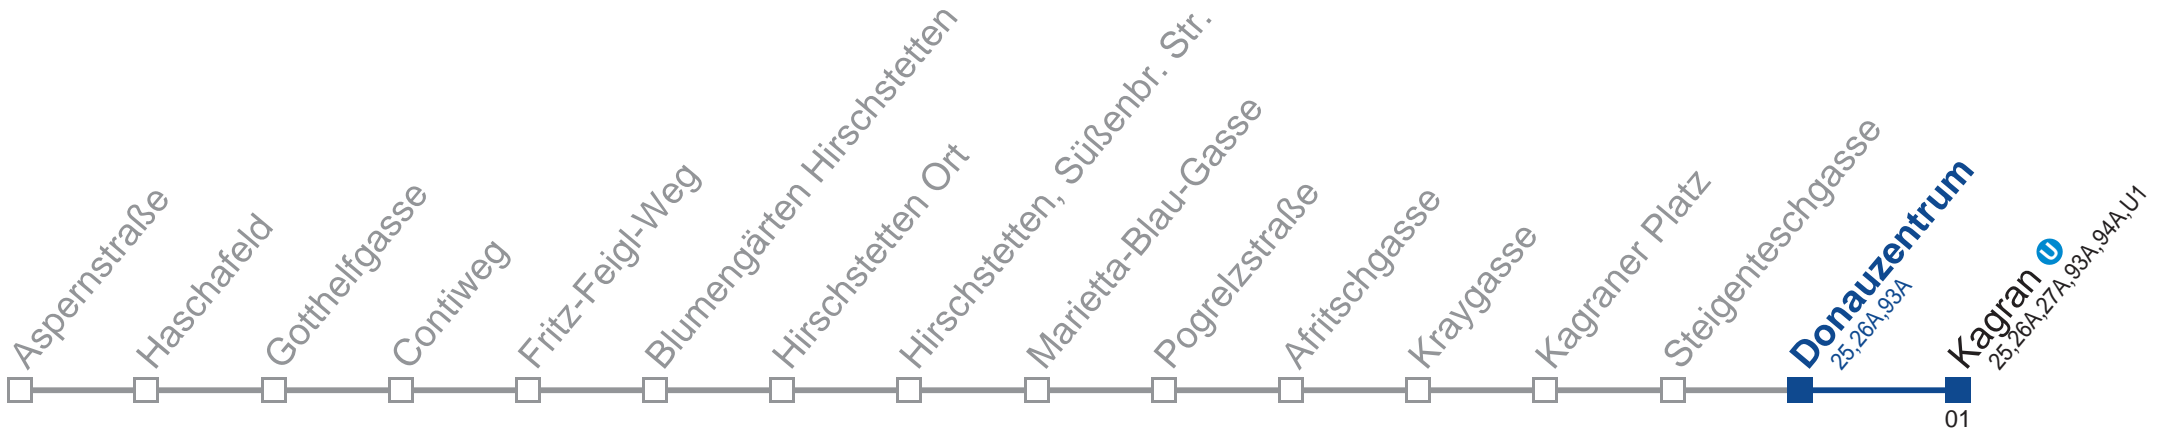 Aspernstraße
Haschafeld
Gotthelfgasse
Contiweg
Fritz-Feigl-Weg
Blumengärten Hirschstetten
Hirschstetten Ort
Hirschstetten, Süßenbr. Str.
Marietta-Blau-Gasse
Pogrelzstraße
Afritschgasse
Kraygasse
Kagraner Platz
Steigenteschgasse
Donauzentrum
25,26A,93A
Kagran U
25,26A,27A,93A,94A,U1
01